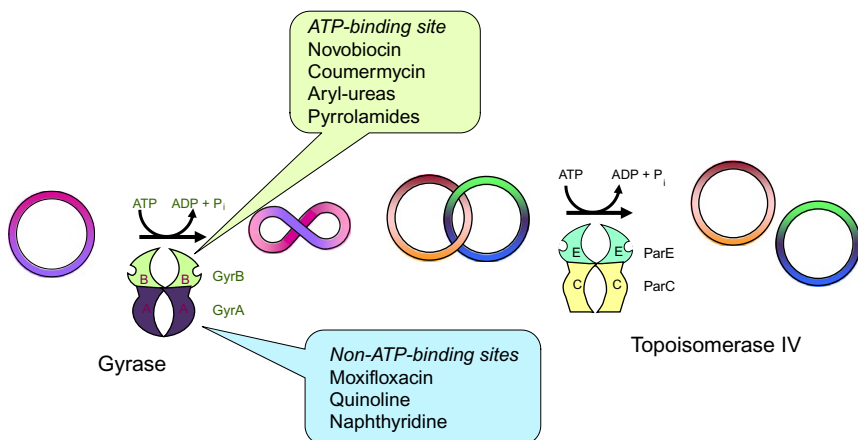 ATP-binding site
Novobiocin
Coumermycin
Aryl-ureas
Pyrrolamides
ATP ADP + Pi
B B GyrB
A A GyrA
Gyrase
Non-ATP-binding sites
Moxifloxacin
Quinoline
Naphthyridine
ATP ADP + Pi
E E ParE
C C ParC
Topoisomerase IV